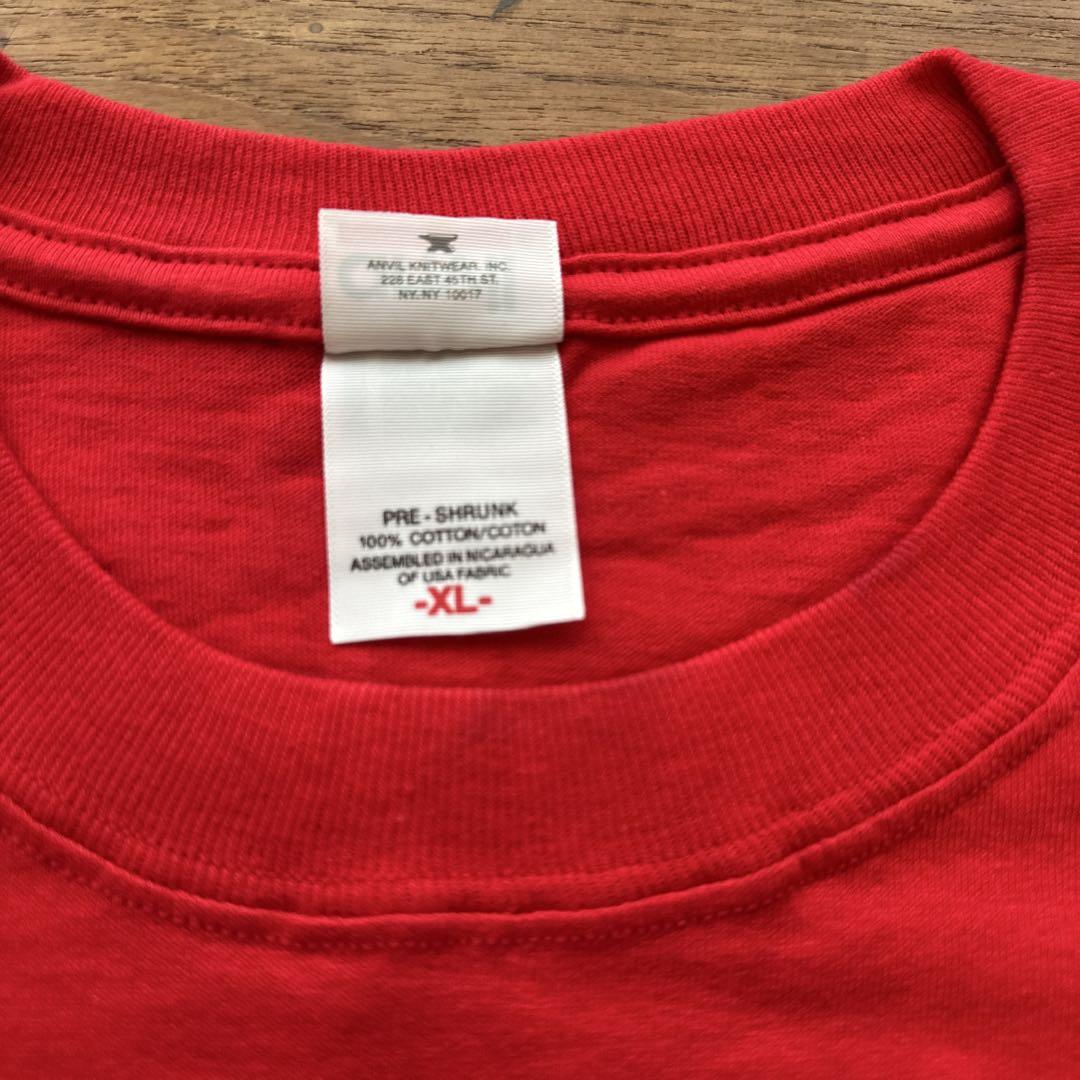 ANVIL KNITWEAR, INC.
228 EAST 45TH ST.
NY. NY 10017
PRE - SHRUNK
100% COTTON/COTON
ASSEMBLED IN NICARAGUA
OF USA FABRIC
-XL-